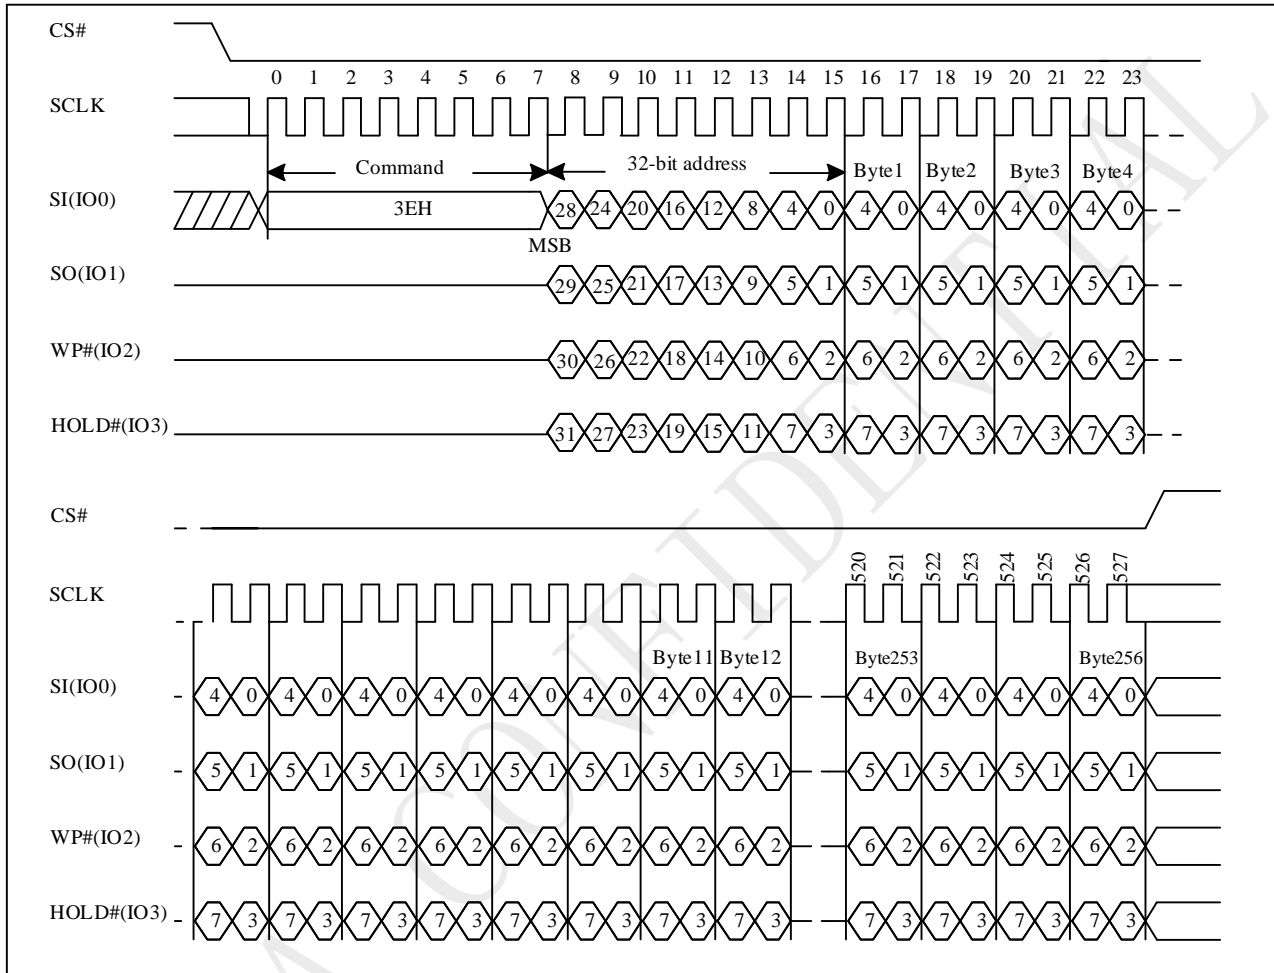 CS#
0 1 2 3 4 5 6 7 8 9 10 11 12 13 14 15 16 17 18 19 20 21 22 23
SCLK
Command 32-bit address Byte1 Byte2 Byte3 Byte4
SI(IO0) 3EH 28 24 20 16 12 8 4 0 4 0 4 0 4 0 4 0
MSB
SO(IO1) 29 25 21 17 13 9 5 1 5 1 5 1 5 1 5 1
WP#(IO2) 30 26 22 18 14 10 6 2 6 2 6 2 6 2 6 2
HOLD#(IO3) 31 27 23 19 15 11 7 3 7 3 7 3 7 3 7 3
CS#
520 521 522 523 524 525 526 527
SCLK
Byte11 Byte12 Byte253 Byte256
SI(IO0) 4 0 4 0 4 0 4 0 4 0 4 0 4 0 4 0 4 0 4 0 4 0 4 0
SO(IO1) 5 1 5 1 5 1 5 1 5 1 5 1 5 1 5 1 5 1 5 1 5 1 5 1
WP#(IO2) 6 2 6 2 6 2 6 2 6 2 6 2 6 2 6 2 6 2 6 2 6 2 6 2
HOLD#(IO3) 7 3 7 3 7 3 7 3 7 3 7 3 7 3 7 3 7 3 7 3 7 3 7 3
CONFIDENTIAL